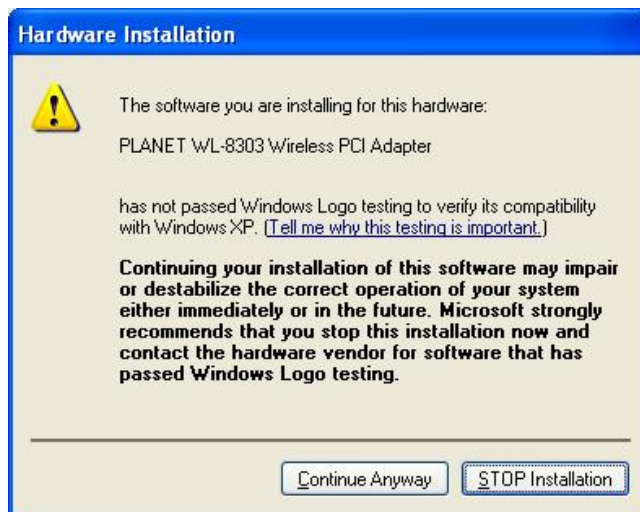 Hardware Installation
The software you are installing for this hardware:
PLANET WL-8303 Wireless PCI Adapter
has not passed Windows Logo testing to verify its compatibility
with Windows XP. (Tell me why this testing is important.)
Continuing your installation of this software may impair
or destabilize the correct operation of your system
either immediately or in the future. Microsoft strongly
recommends that you stop this installation now and
contact the hardware vendor for software that has
passed Windows Logo testing.
Continue Anyway
STOP Installation